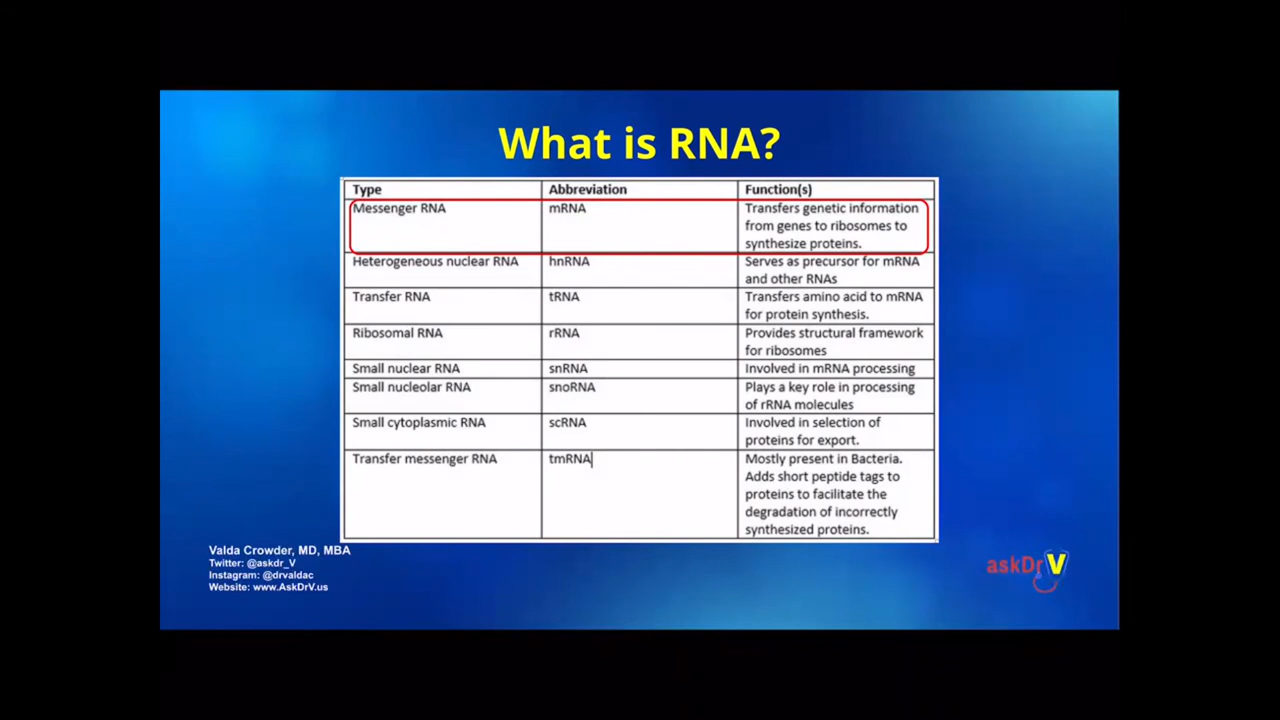 What is RNA?
Type Abbreviation Function(s)
Messenger RNA mRNA Transfers genetic information
from genes to ribosomes to
synthesize proteins.
Heterogeneous nuclear RNA hnRNA Serves as precursor for mRNA
and other RNAs
Transfer RNA tRNA Transfers amino acid to mRNA
for protein synthesis.
Ribosomal RNA rRNA Provides structural framework
for ribosomes
Small nuclear RNA snRNA Involved in mRNA processing
Small nucleolar RNA snoRNA Plays a key role in processing
of rRNA molecules
Small cytoplasmic RNA scRNA Involved in selection of
proteins for export.
Transfer messenger RNA tmRNA Mostly present in Bacteria.
Adds short peptide tags to
proteins to facilitate the
degradation of incorrectly
synthesized proteins.
Valda Crowder, MD, MBA
Twitter: @askdr_V
Instagram: @drvaldac
Website: www.AskDrV.us
askDrV